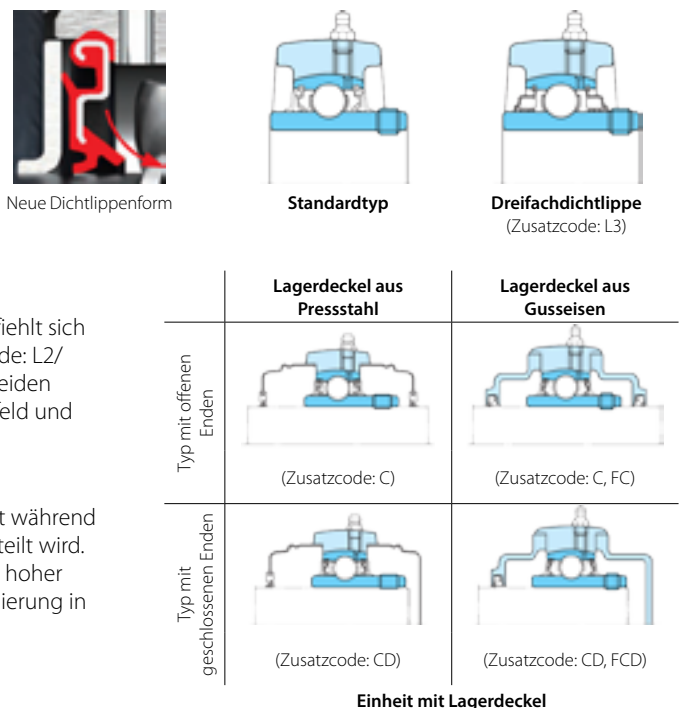 Neue Dichtlippenform
Standardtyp
Dreifachdichtlippe
(Zusatzcode: L3)
Lagerdeckel aus
Pressstahl
Lagerdeckel aus
Gusseisen
Typ mit offenen
Enden
(Zusatzcode: C)
(Zusatzcode: C, FC)
Typ mit
geschlossenen Enden
(Zusatzcode: CD)
(Zusatzcode: CD, FCD)
Einheit mit Lagerdeckel
fiehlt sich
de: L2/
eiden
feld und
t während
teilt wird.
hoher
ierung in